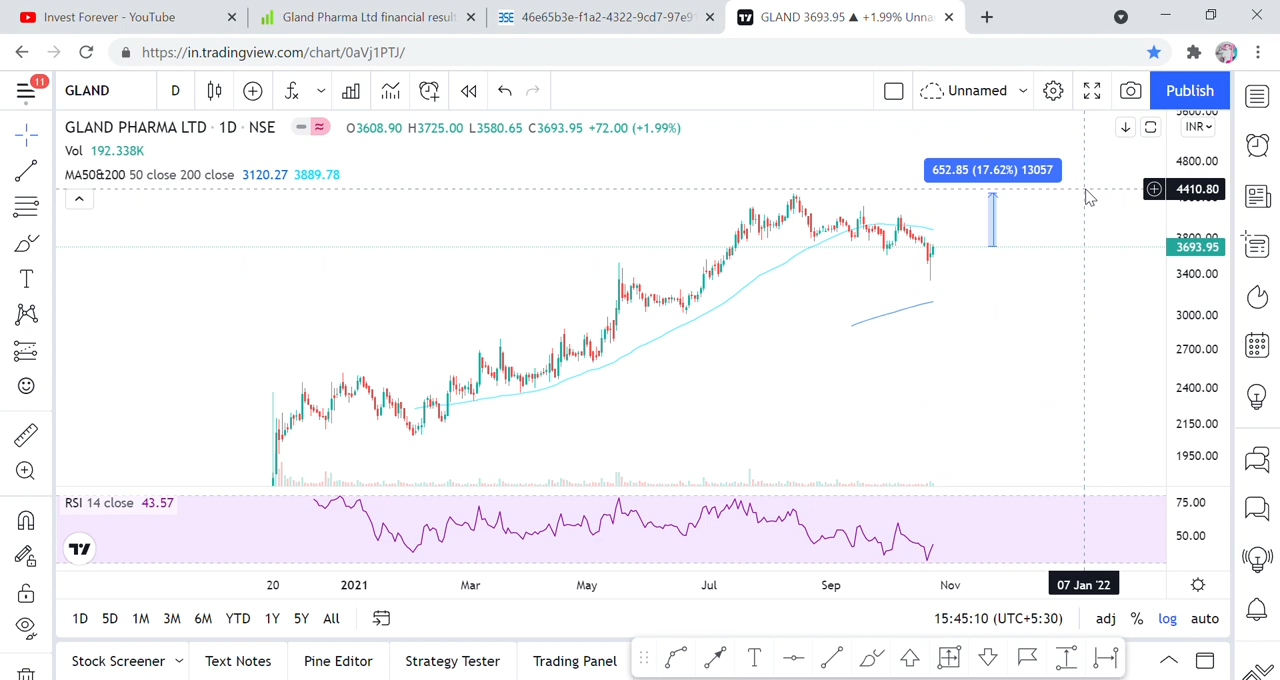 Invest Forever - YouTube
Gland Pharma Ltd financial result
BSE 46e65b3e-f1a2-4322-9cd7-97e9
GLAND 3693.95 ▲ +1.99% Unna
https://in.tradingview.com/chart/0aVj1PTJ/
11
GLAND D Unnamed Publish
GLAND PHARMA LTD · 1D · NSE O3608.90 H3725.00 L3580.65 C3693.95 +72.00 (+1.99%)
INR
Vol 192.338K
MA50&200 50 close 200 close 3120.27 3889.78
652.85 (17.62%) 13057
4800.00
4410.80
3693.95
3400.00
3000.00
2700.00
2400.00
2150.00
1950.00
RSI 14 close 43.57
75.00
50.00
20 2021 Mar May Jul Sep Nov 07 Jan '22
1D 5D 1M 3M 6M YTD 1Y 5Y All 15:45:10 (UTC+5:30) adj % log auto
Stock Screener Text Notes Pine Editor Strategy Tester Trading Panel